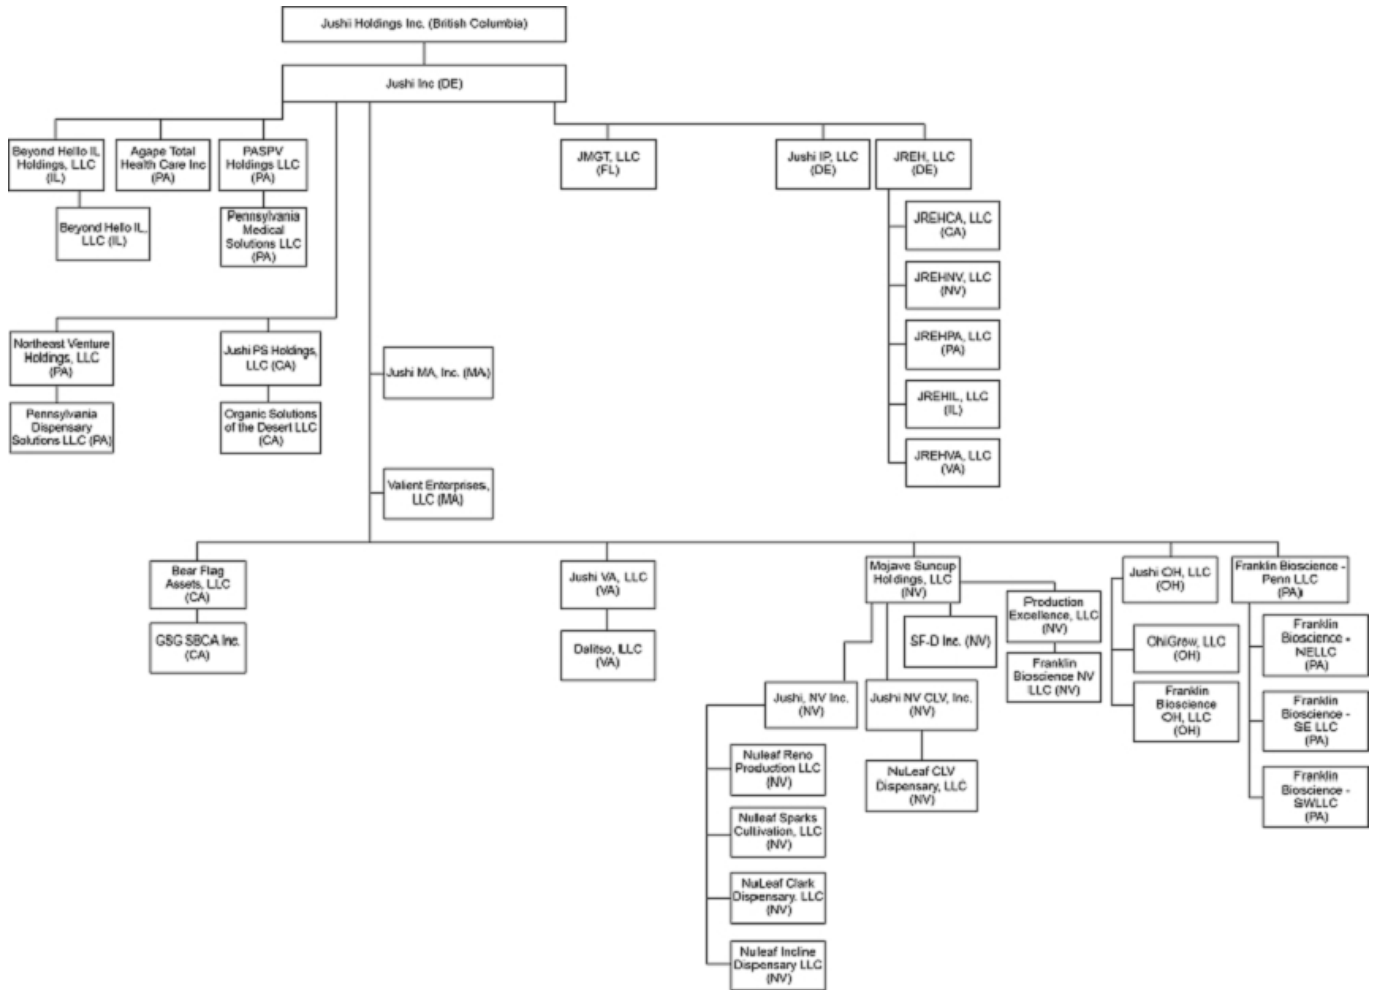 Jushi Holdings Inc. (British Columbia)
Jushi Inc (DE)
Beyond Hello IL
Holdings, LLC
(IL)
Agape Total
Health Care Inc
(PA)
PASPV
Holdings LLC
(PA)
JMGT, LLC
(FL)
Jushi IP, LLC
(DE)
JREH, LLC
(DE)
Beyond Hello IL,
LLC (IL)
Pennsylvania
Medical
Solutions LLC
(PA)
JREHCA, LLC
(CA)
JREHNV, LLC
(NV)
JREHPA, LLC
(PA)
JREHIL, LLC
(IL)
JREHVA, LLC
(VA)
Northeast Venture
Holdings, LLC
(PA)
Jushi PS Holdings,
LLC (CA)
Jushi MA, Inc. (MA)
Pennsylvania
Dispensary
Solutions LLC (PA)
Organic Solutions
of the Desert LLC
(CA)
Valient Enterprises,
LLC (MA)
Bear Flag
Assets, LLC
(CA)
GSG SBCA Inc.
(CA)
Jushi VA, LLC
(VA)
Dalitso, LLC
(VA)
Mojave Suncup
Holdings, LLC
(NV)
SF-D Inc. (NV)
Production
Excellence, LLC
(NV)
Franklin
Bioscience NV
LLC (NV)
Jushi, NV Inc.
(NV)
Jushi NV CLV, Inc.
(NV)
Nuleaf Reno
Production LLC
(NV)
Nuleaf Sparks
Cultivation, LLC
(NV)
NuLeaf Clark
Dispensary. LLC
(NV)
Nuleaf Incline
Dispensary LLC
(NV)
NuLeaf CLV
Dispensary, LLC
(NV)
Jushi OH, LLC
(OH)
OhiGrow, LLC
(OH)
Franklin
Bioscience
OH, LLC
(OH)
Franklin Bioscience -
Penn LLC
(PA)
Franklin
Bioscience -
NELLC
(PA)
Franklin
Bioscience -
SE LLC
(PA)
Franklin
Bioscience -
SWLLC
(PA)